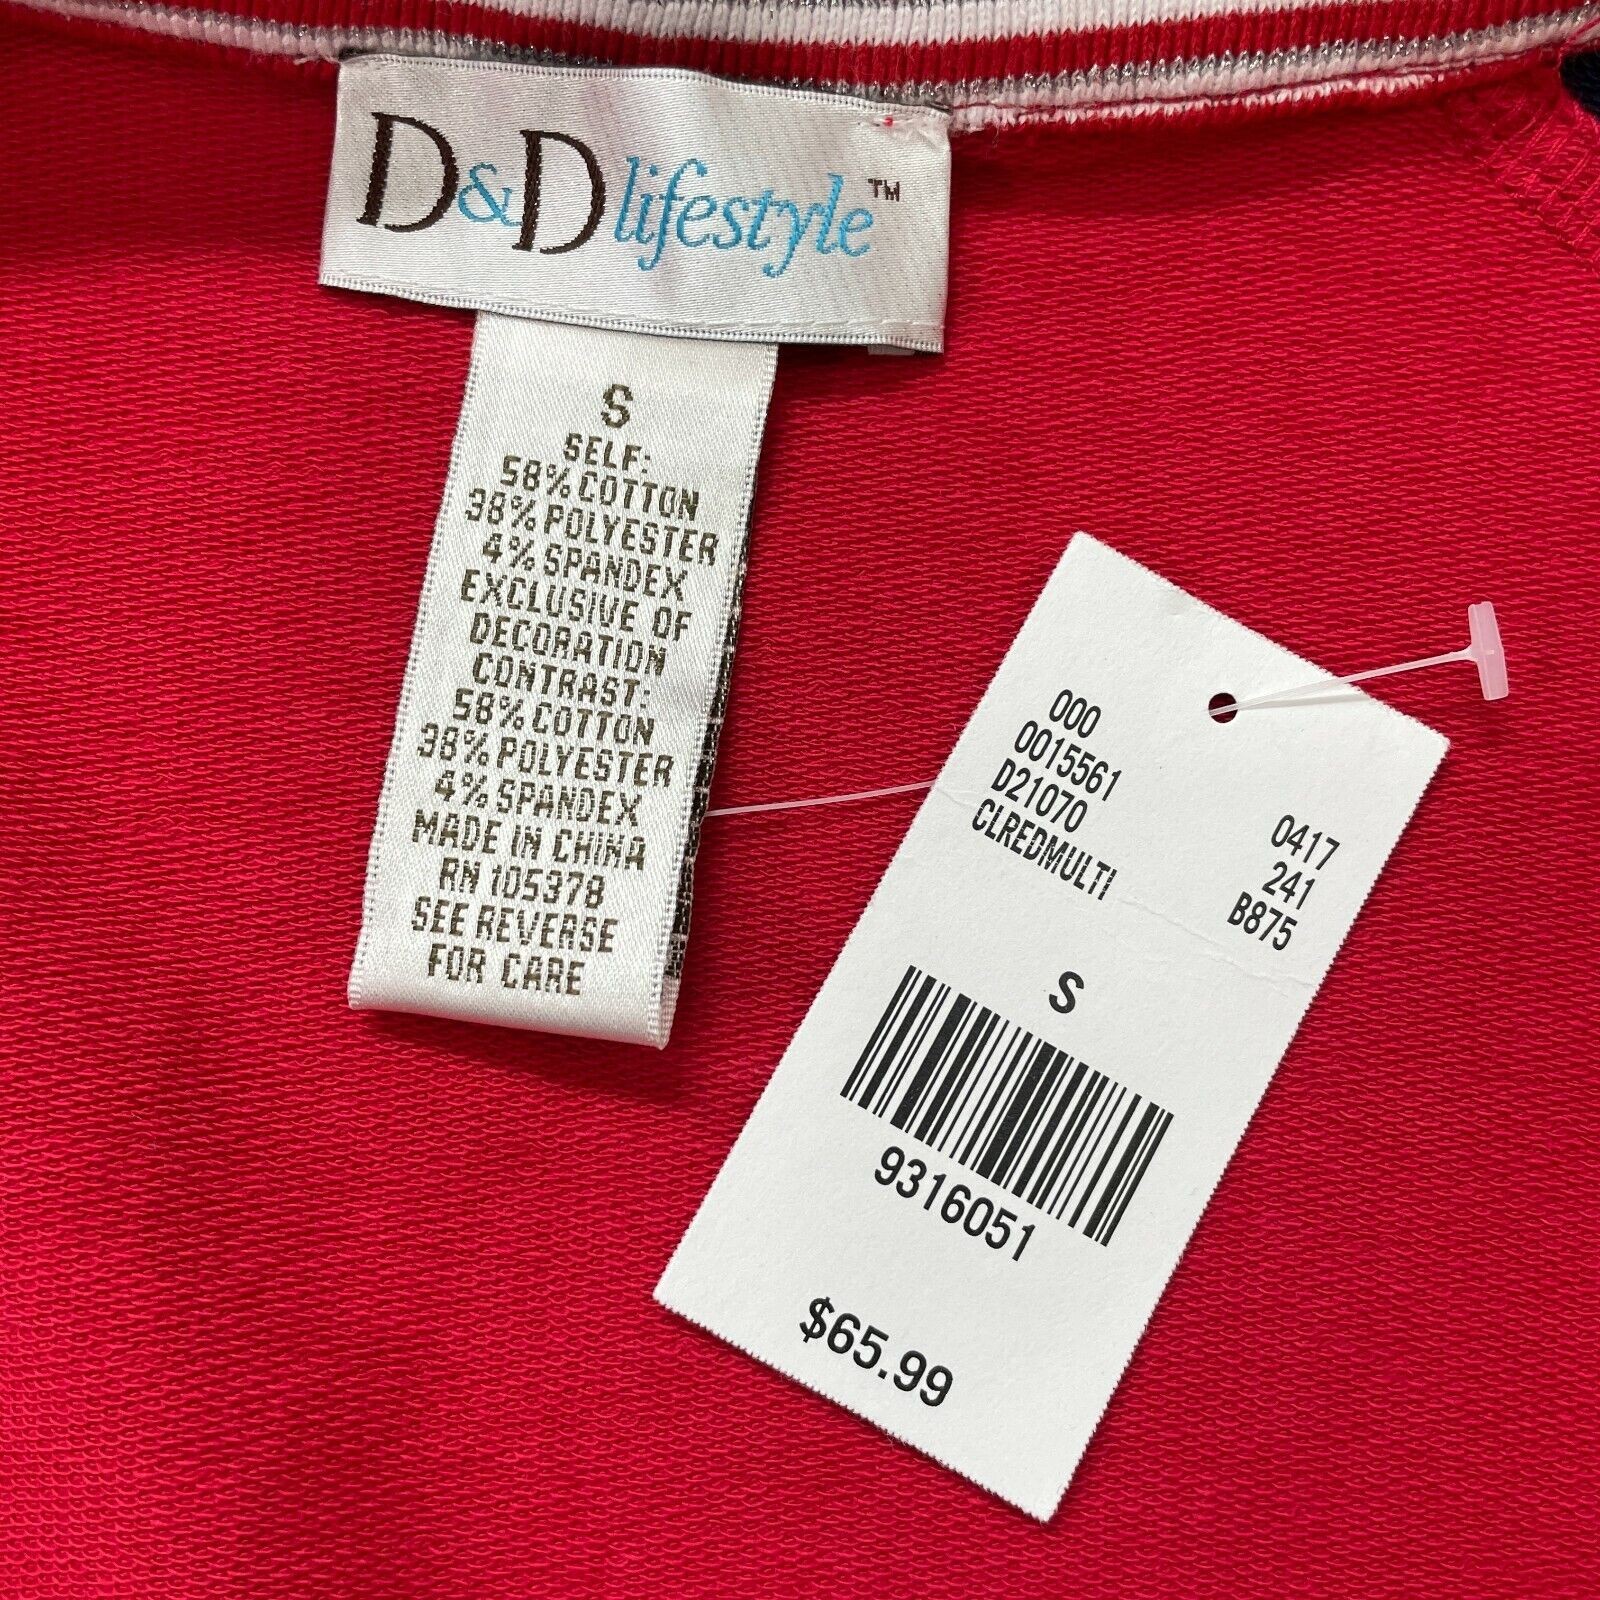 D&D lifestyle™
S
SELF:
58% COTTON
38% POLYESTER
4% SPANDEX
EXCLUSIVE OF
DECORATION
CONTRAST:
58% COTTON
38% POLYESTER
4% SPANDEX
MADE IN CHINA
RN 105378
SEE REVERSE
FOR CARE
000
0015561
D21070 0417
CLREDMULTI 241
B875
S
9316051
$65.99